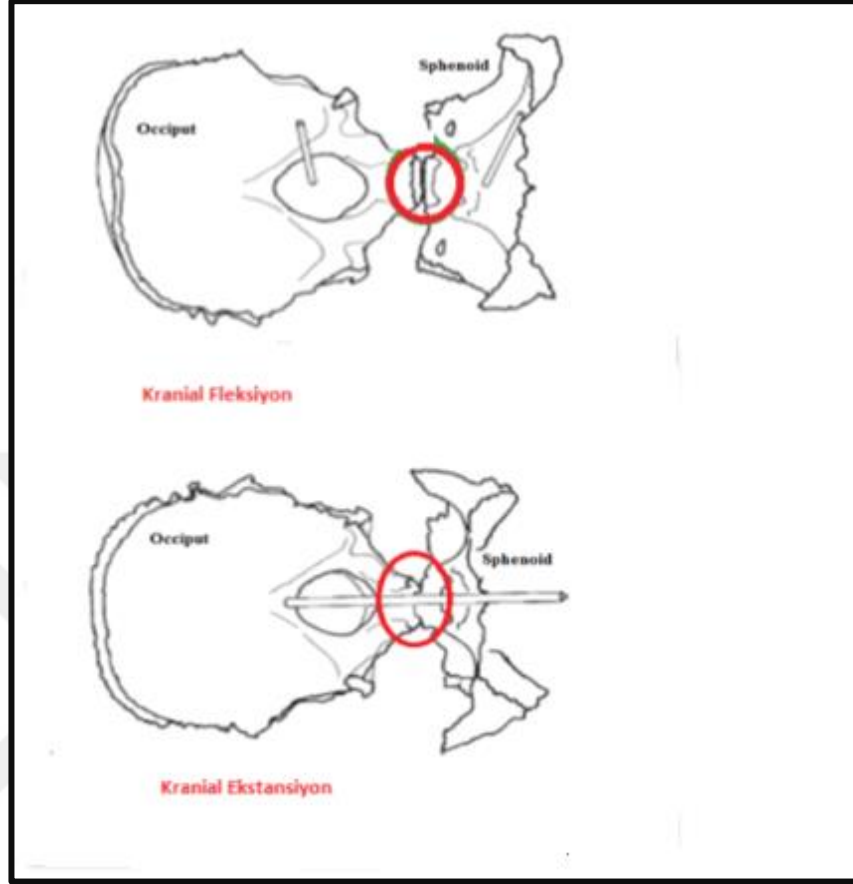 Sphenoid
Occiput
Kranial Fleksiyon
Occiput
Sphenoid
Kranial Ekstansiyon